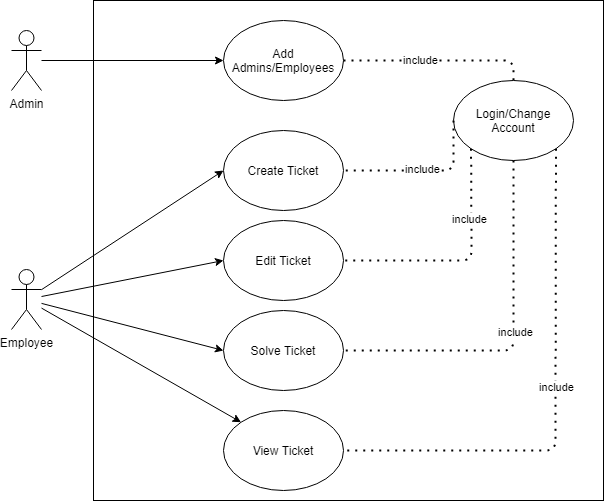 Add
Admins/Employees
include
Admin
Login/Change
Account
Create Ticket
include
include
Edit Ticket
Employee
Solve Ticket
include
include
View Ticket